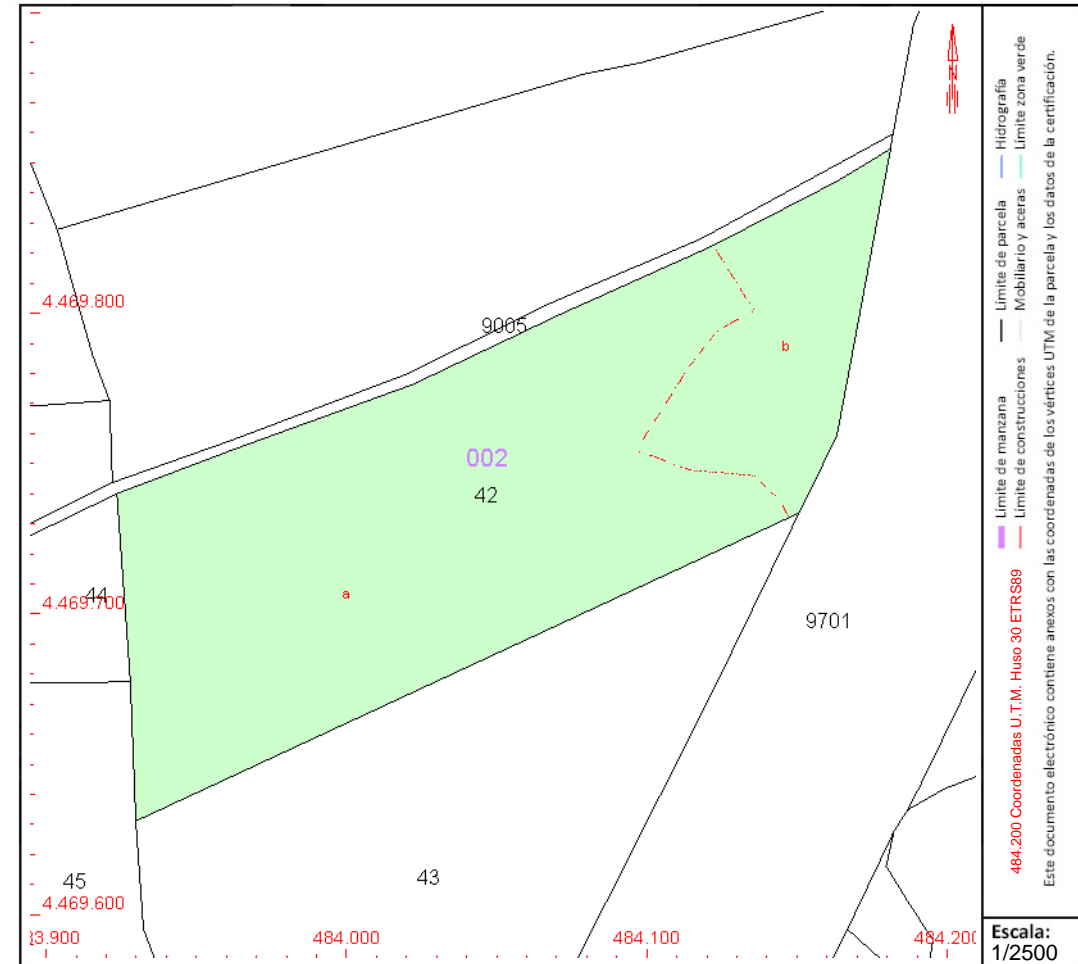 4.469.800
9005
b
002
42
a
44
4.469.700
9701
43
45
4.469.600
3.900
484.000
484.100
484.200
N
Límite de manzana
Límite de parcela
Hidrografía
Límite de construcciones
Mobiliario y aceras
Límite zona verde
484.200 Coordenadas U.T.M. Huso 30 ETRS89
Este documento electrónico contiene anexos con las coordenadas de los vértices UTM de la parcela y los datos de la certificación.
Escala:
1/2500